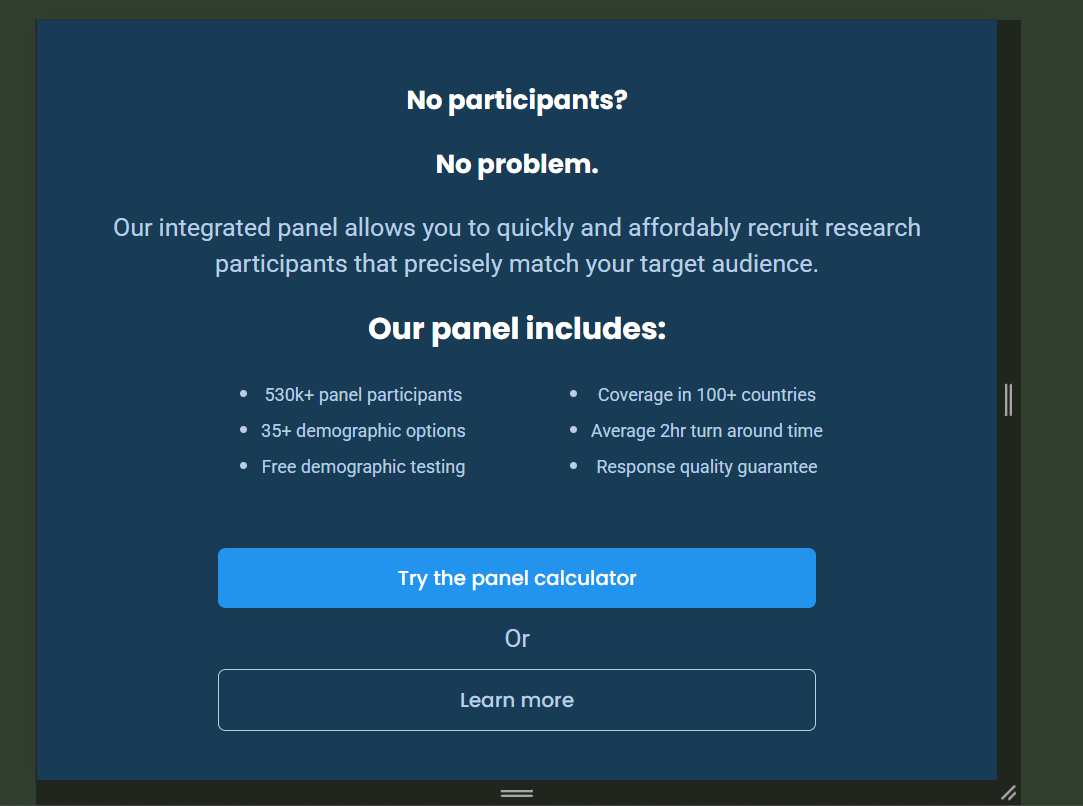 No participants?
No problem.
Our integrated panel allows you to quickly and affordably recruit research
participants that precisely match your target audience.
Our panel includes:
530k+ panel participants
35+ demographic options
Free demographic testing
Coverage in 100+ countries
Average 2hr turn around time
Response quality guarantee
Try the panel calculator
Or
Learn more